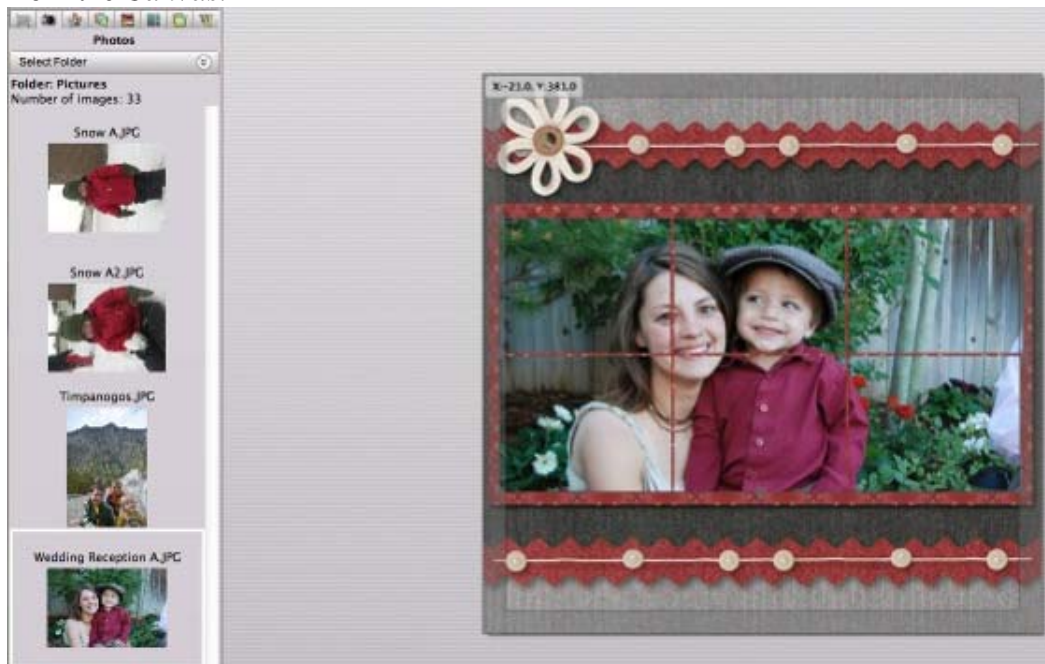 Photos
Select Folder
Folder: Pictures
Number of images: 33
Snow A.JPG
Snow A2.JPG
Timpanogos.JPG
Wedding Reception A.JPG
X:-21.0, Y:381.0